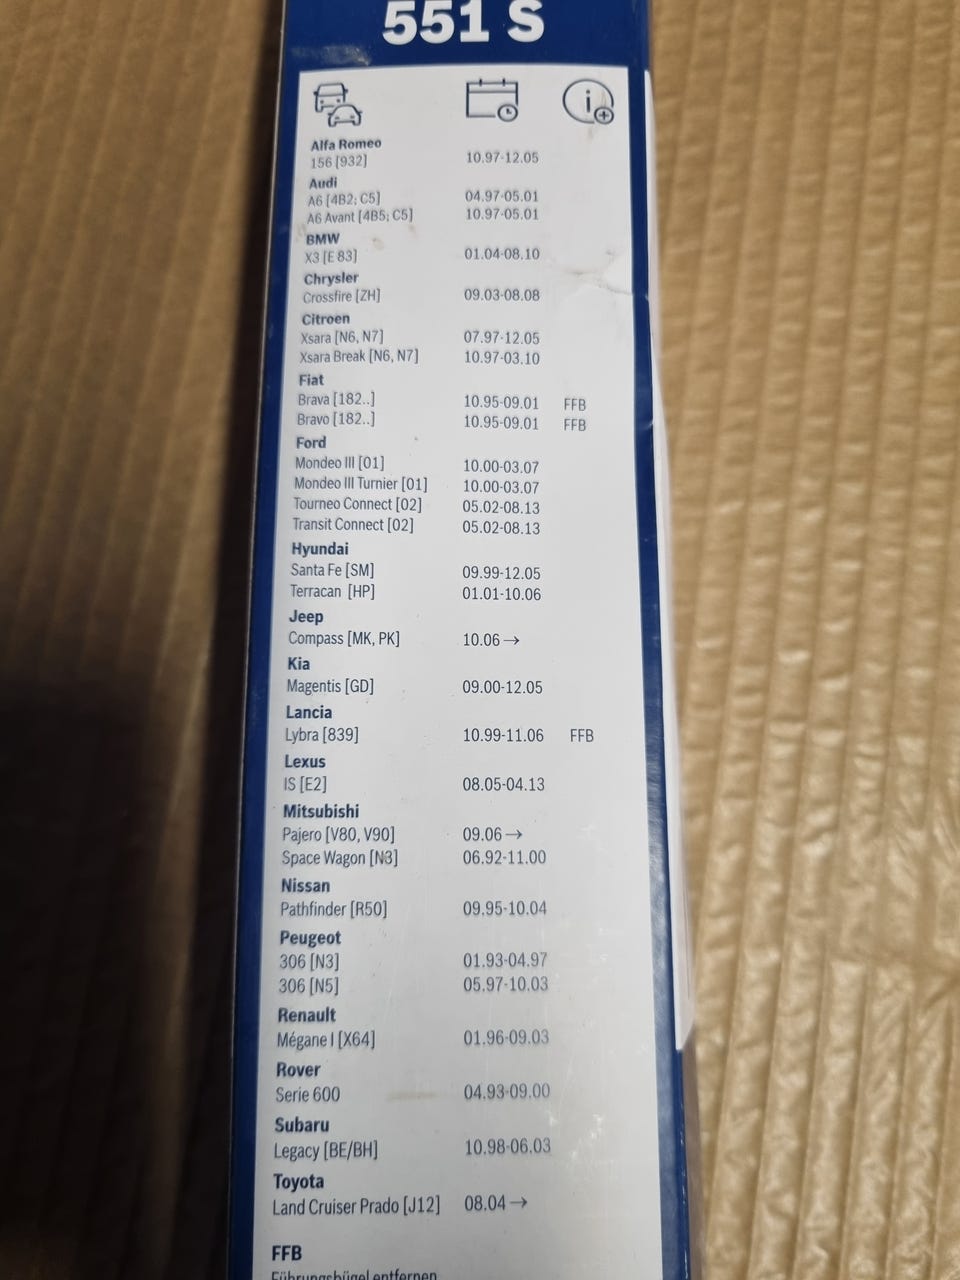 551 S
Alfa Romeo
156 [932] 10.97-12.05
Audi
A6 [4B2; C5] 04.97-05.01
A6 Avant [4B5; C5] 10.97-05.01
BMW
X3 [E 83] 01.04-08.10
Chrysler
Crossfire [ZH] 09.03-08.08
Citroen
Xsara [N6, N7] 07.97-12.05
Xsara Break [N6, N7] 10.97-03.10
Fiat
Brava [182..] 10.95-09.01 FFB
Bravo [182..] 10.95-09.01 FFB
Ford
Mondeo III [01] 10.00-03.07
Mondeo III Turnier [01] 10.00-03.07
Tourneo Connect [02] 05.02-08.13
Transit Connect [02] 05.02-08.13
Hyundai
Santa Fe [SM] 09.99-12.05
Terracan [HP] 01.01-10.06
Jeep
Compass [MK, PK] 10.06 →
Kia
Magentis [GD] 09.00-12.05
Lancia
Lybra [839] 10.99-11.06 FFB
Lexus
IS [E2] 08.05-04.13
Mitsubishi
Pajero [V80, V90] 09.06 →
Space Wagon [N3] 06.92-11.00
Nissan
Pathfinder [R50] 09.95-10.04
Peugeot
306 [N3] 01.93-04.97
306 [N5] 05.97-10.03
Renault
Mégane I [X64] 01.96-09.03
Rover
Serie 600 04.93-09.00
Subaru
Legacy [BE/BH] 10.98-06.03
Toyota
Land Cruiser Prado [J12] 08.04 →
FFB
Führungsbügel entfernen